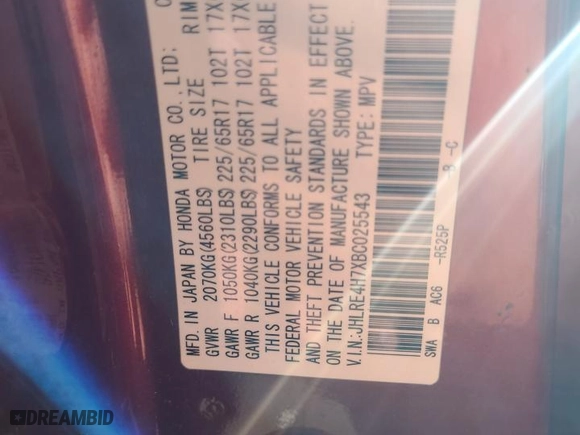 MFD. IN JAPAN BY HONDA MOTOR CO., LTD.
GVWR 2070KG(4560LBS) TIRE SIZE RIM
GAWR F 1050KG(2310LBS) 225/65R17 102T 17X
GAWR R 1040KG(2290LBS) 225/65R17 102T 17X
THIS VEHICLE CONFORMS TO ALL APPLICABLE
FEDERAL MOTOR VEHICLE SAFETY
AND THEFT PREVENTION STANDARDS IN EFFECT
ON THE DATE OF MANUFACTURE SHOWN ABOVE.
V.I.N:JHLRE4H7XBC025543 TYPE: MPV
SWA B AC6 -R525P B -C
DREAMBID